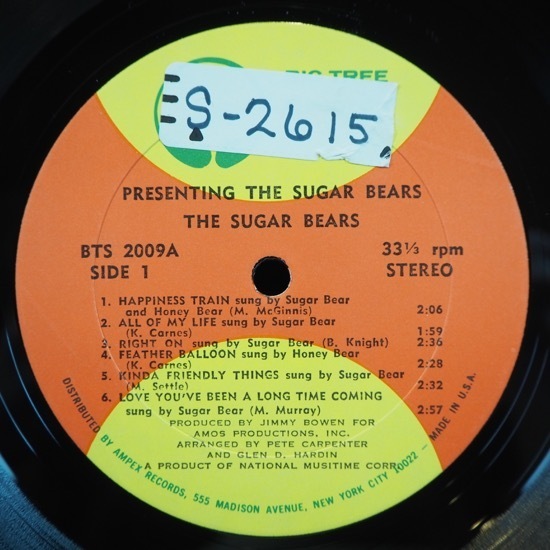 BIG TREE
S-2615
PRESENTING THE SUGAR BEARS
THE SUGAR BEARS
BTS 2009A
SIDE 1
33⅓ rpm
STEREO
1. HAPPINESS TRAIN sung by Sugar Bear
and Honey Bear (M. McGinnis) 2:06
2. ALL OF MY LIFE sung by Sugar Bear
(K. Carnes) 1:59
3. RIGHT ON sung by Sugar Bear (B. Knight) 2:36
4. FEATHER BALLOON sung by Honey Bear
(K. Carnes) 2:28
5. KINDA FRIENDLY THINGS sung by Sugar Bear
(M. Settle) 2:32
6. LOVE YOU'VE BEEN A LONG TIME COMING
sung by Sugar Bear (M. Murray) 2:57
PRODUCED BY JIMMY BOWEN FOR
AMOS PRODUCTIONS, INC.
ARRANGED BY PETE CARPENTER
AND GLEN D. HARDIN
A PRODUCT OF NATIONAL MUSITIME CORP.
DISTRIBUTED BY AMPEX RECORDS, 555 MADISON AVENUE, NEW YORK CITY 10022 — MADE IN U.S.A.